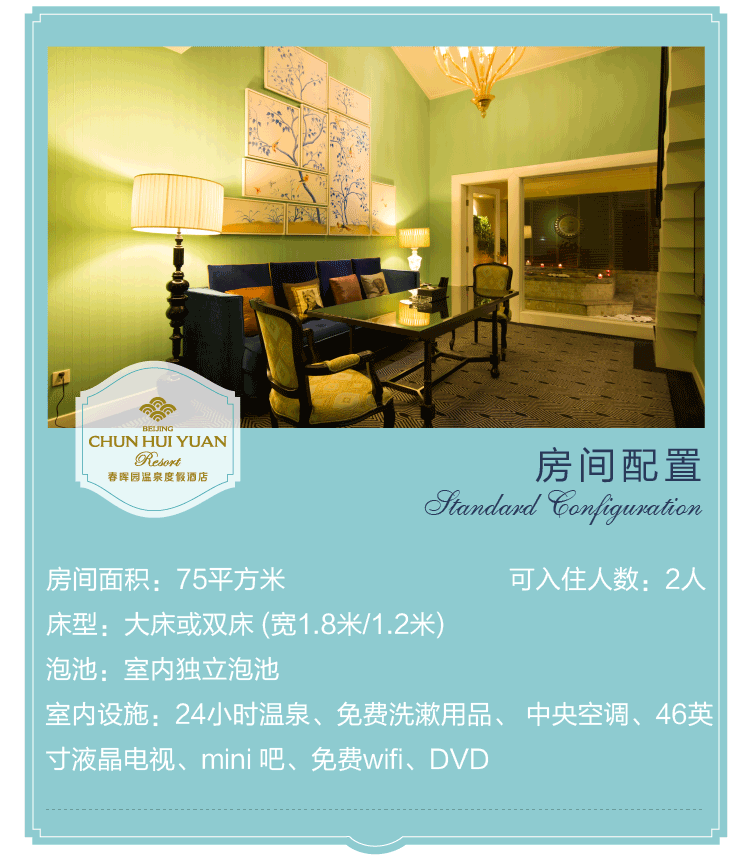 BEIJING
CHUN HUI YUAN
Resort
春晖园温泉度假酒店
房间配置
Standard Configuration
房间面积：75平方米 可入住人数：2人
床型：大床或双床 (宽1.8米/1.2米)
泡池：室内独立泡池
室内设施：24小时温泉、免费洗漱用品、 中央空调、46英
寸液晶电视、mini 吧、免费wifi、DVD